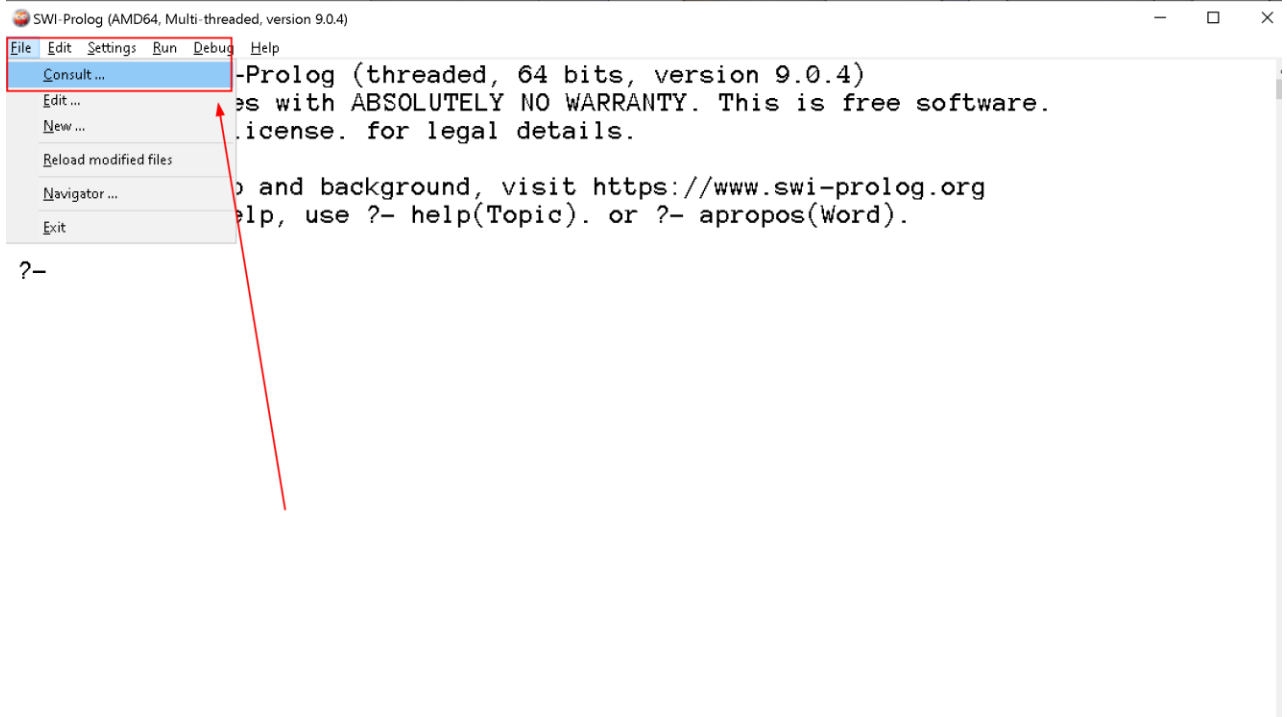 SWI-Prolog (AMD64, Multi-threaded, version 9.0.4)
File Edit Settings Run Debug Help
Consult ...
Edit ...
New ...
Reload modified files
Navigator ...
Exit
-Prolog (threaded, 64 bits, version 9.0.4)
es with ABSOLUTELY NO WARRANTY. This is free software.
icense. for legal details.
and background, visit https://www.swi-prolog.org
elp, use ?- help(Topic). or ?- apropos(Word).
?-